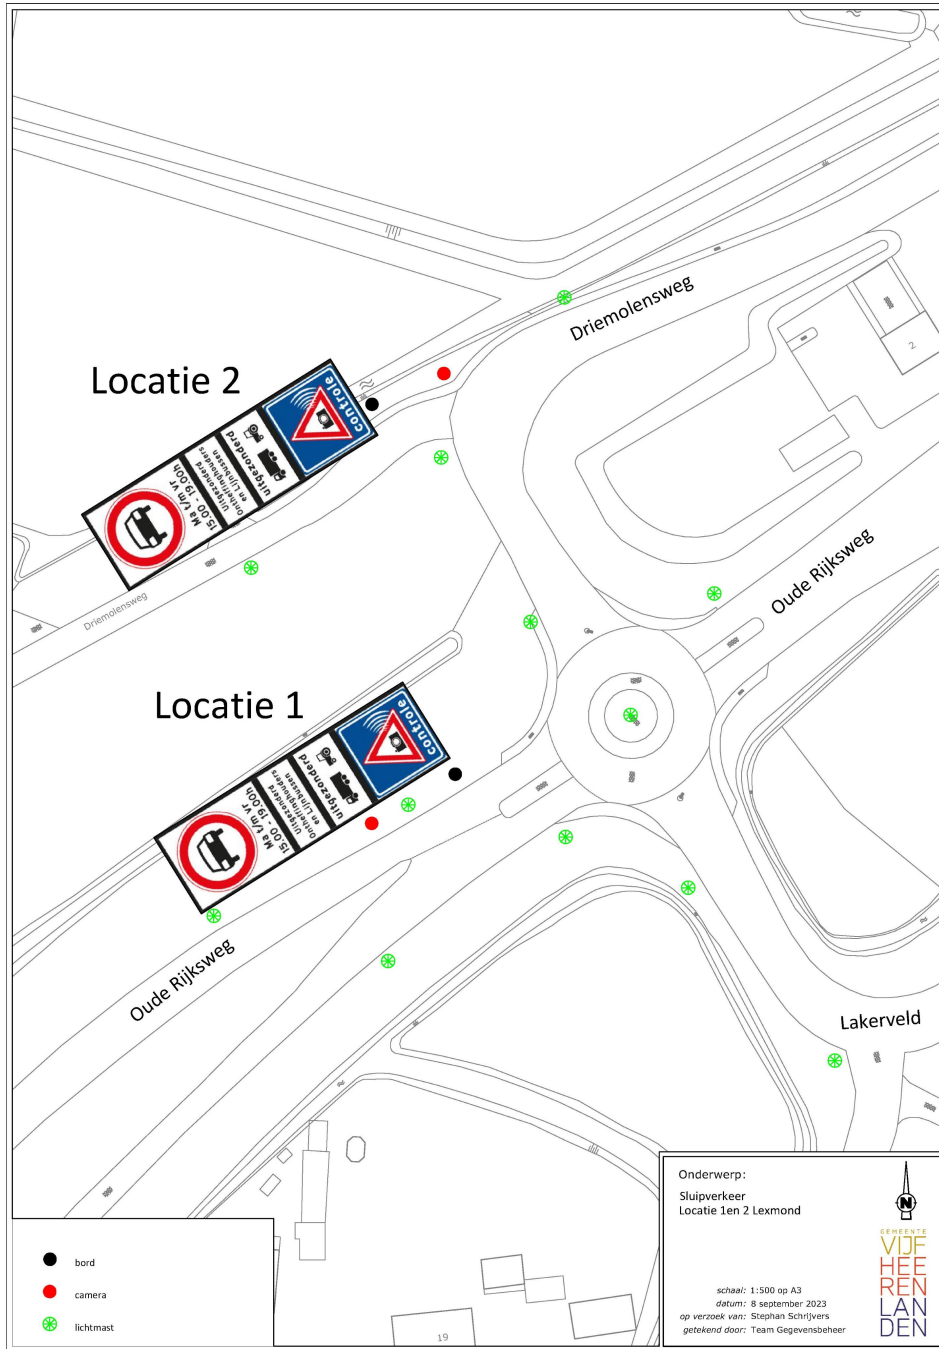 Driemolensweg
Locatie 2
controle
uitgezonderd
Uitgezonderd
ontheffinghouders
en Lijnbussen
Ma t/m vr
15.00 - 19.00h
2
Oude Rijksweg
Driemolensweg
Locatie 1
controle
uitgezonderd
Uitgezonderd
ontheffinghouders
en Lijnbussen
Ma t/m vr
15.00 - 19.00h
Oude Rijksweg
Lakerveld
19
bord
camera
lichtmast
Onderwerp:
Sluipverkeer
Locatie 1en 2 Lexmond
N
GEMEENTE
VIJF
HEE
REN
LAN
DEN
schaal: 1:500 op A3
datum: 8 september 2023
op verzoek van: Stephan Schrijvers
getekend door: Team Gegevensbeheer